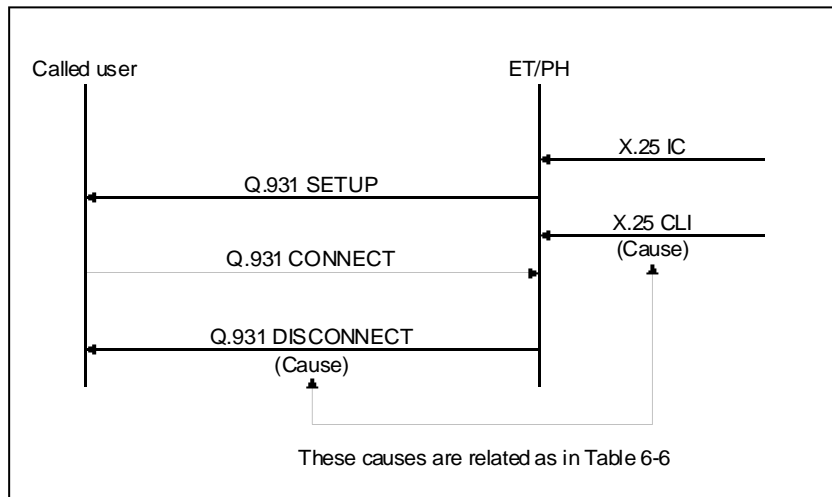 Called user
ET/PH
X.25 IC
Q.931 SETUP
X.25 CLI
(Cause)
Q.931 CONNECT
Q.931 DISCONNECT
(Cause)
These causes are related as in Table 6-6